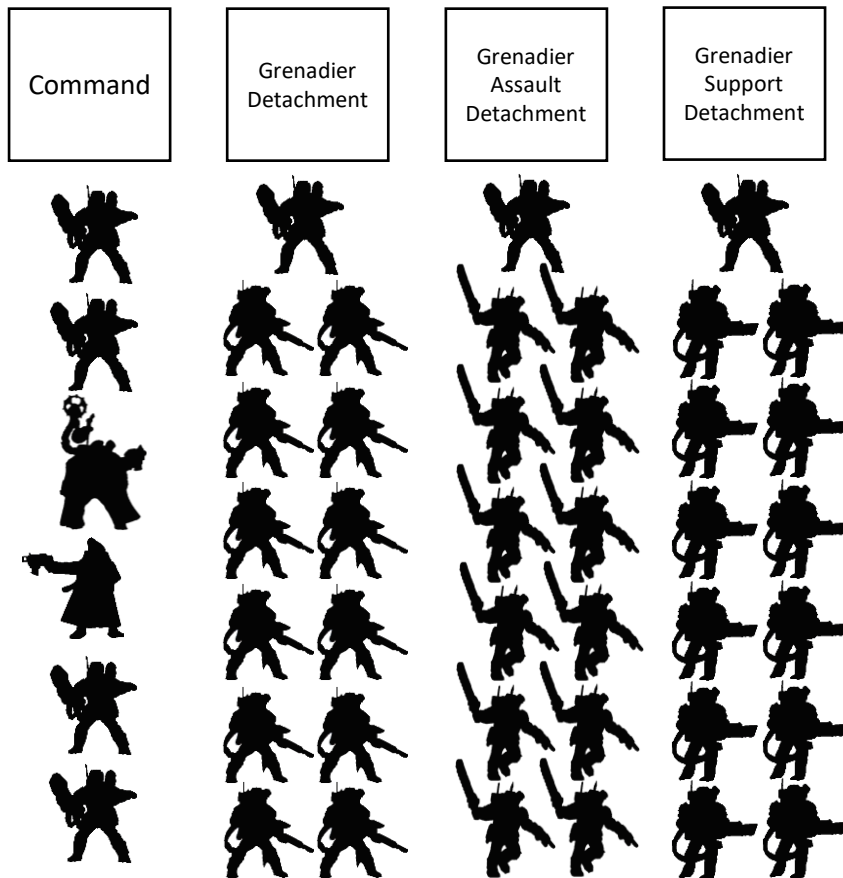 Command
Grenadier
Detachment
Grenadier
Assault
Detachment
Grenadier
Support
Detachment